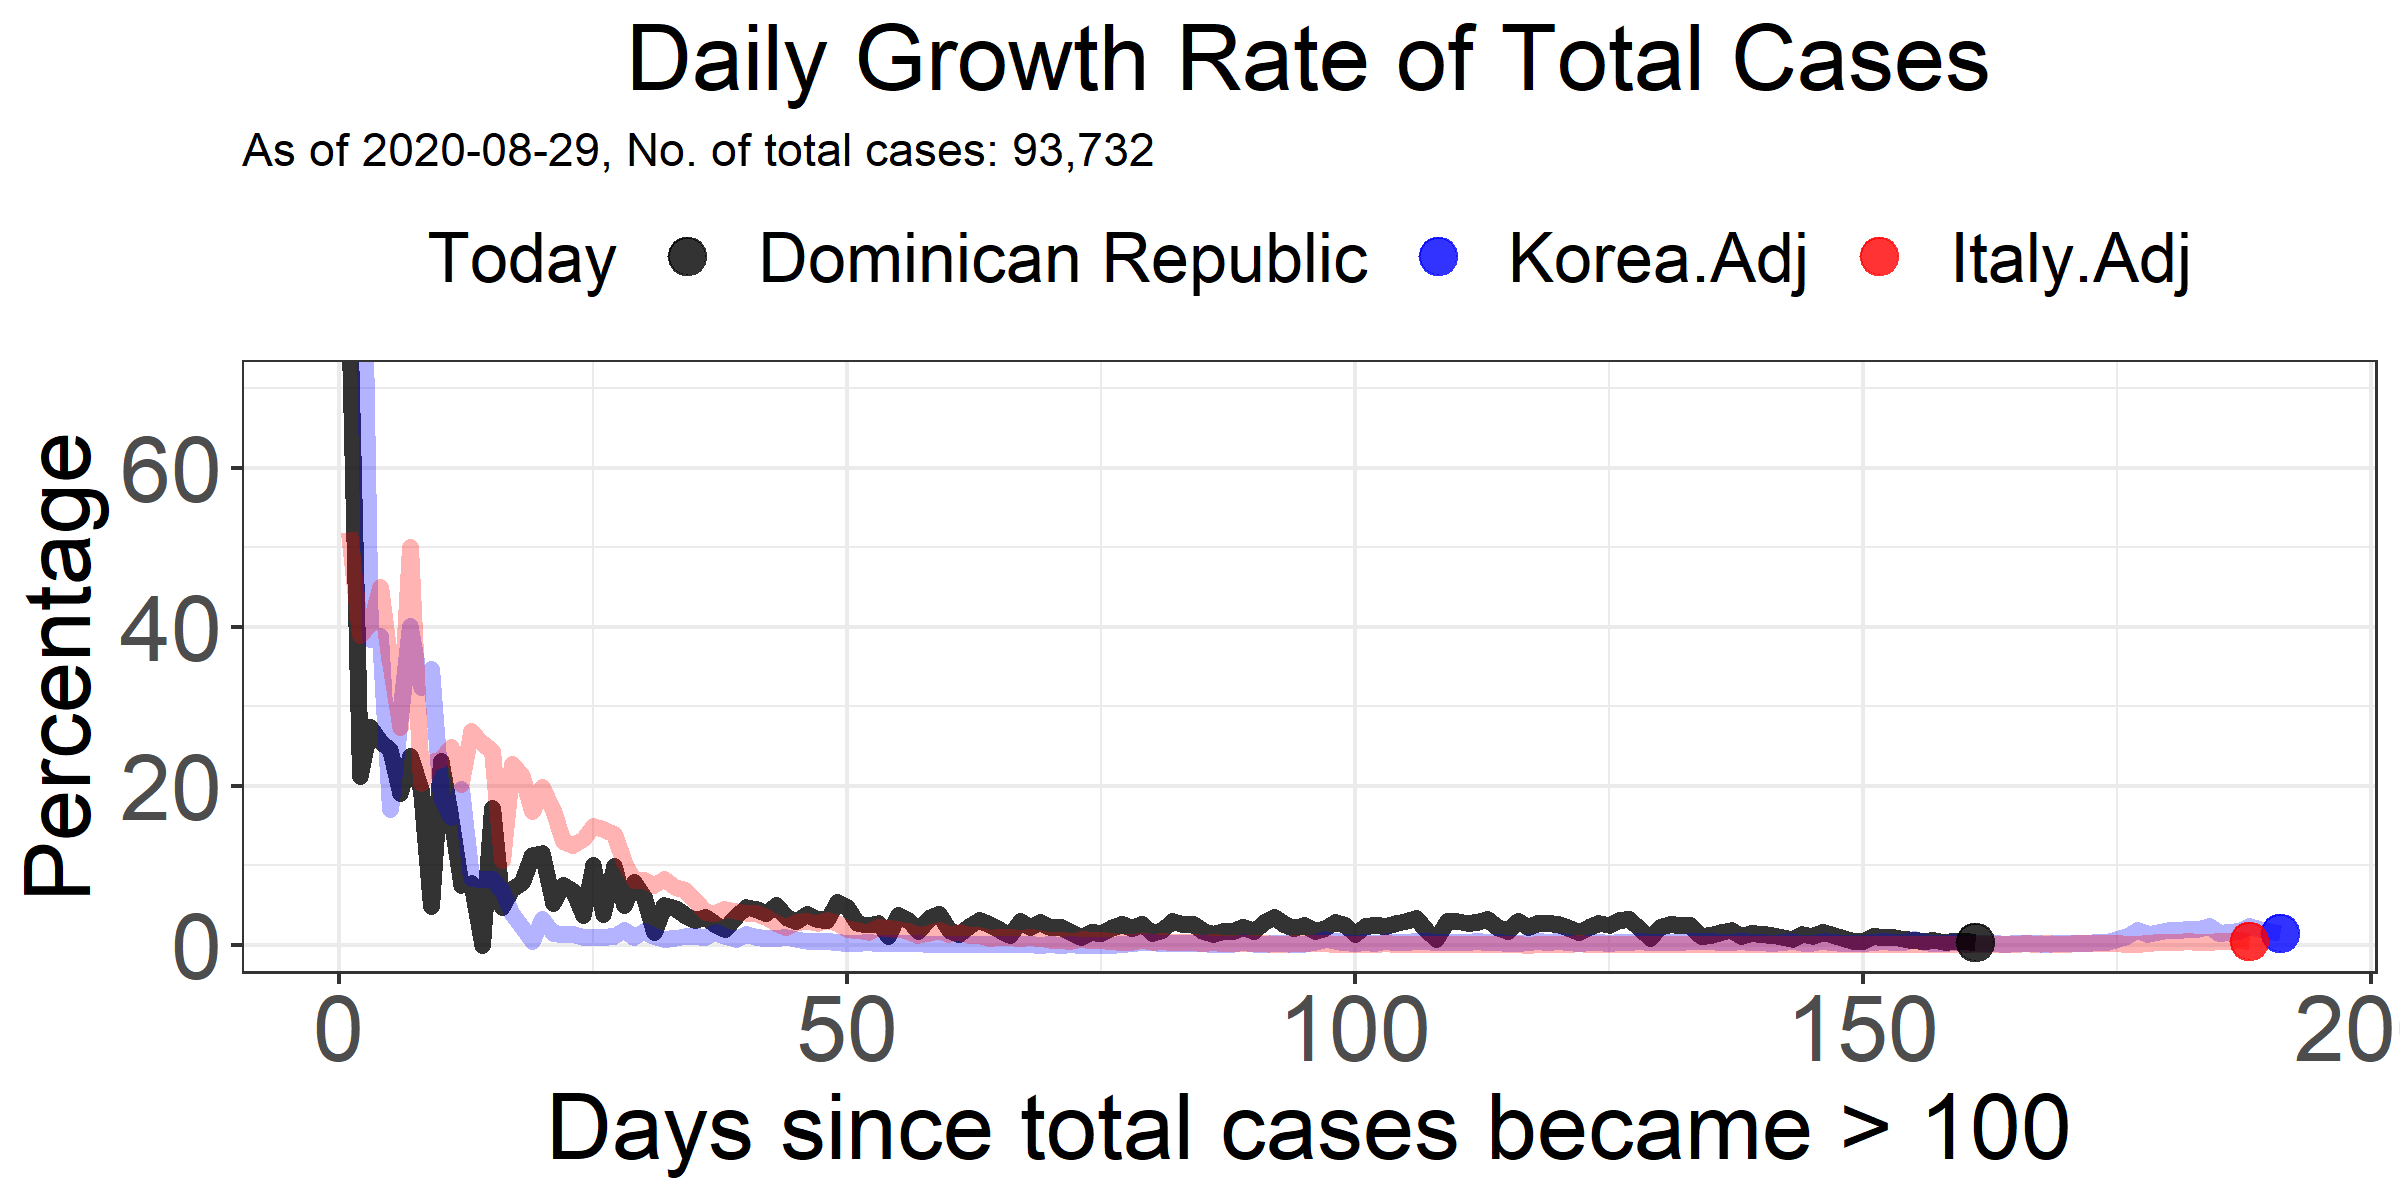 Daily Growth Rate of Total Cases
As of 2020-08-29, No. of total cases: 93,732
Today Dominican Republic Korea.Adj Italy.Adj
Percentage
60
40
20
0
0 50 100 150 20
Days since total cases became > 100